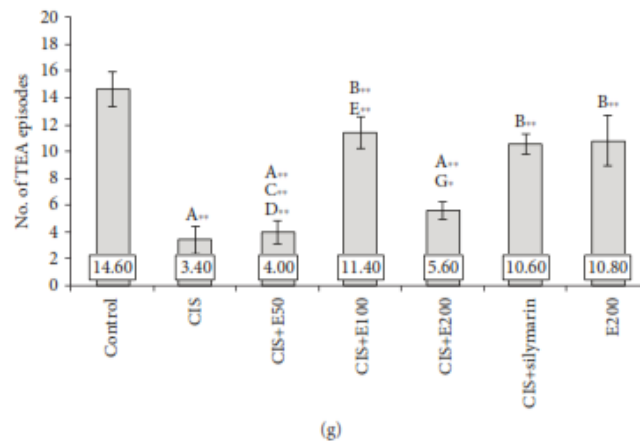 20
18
16
14
12
10
8
6
4
2
0
No. of TEA episodes
A**
A**
C**
D**
B**
E**
A**
G*
B**
B**
14.60
3.40
4.00
11.40
5.60
10.60
10.80
Control
CIS
CIS+E50
CIS+E100
CIS+E200
CIS+silymarin
E200
(g)